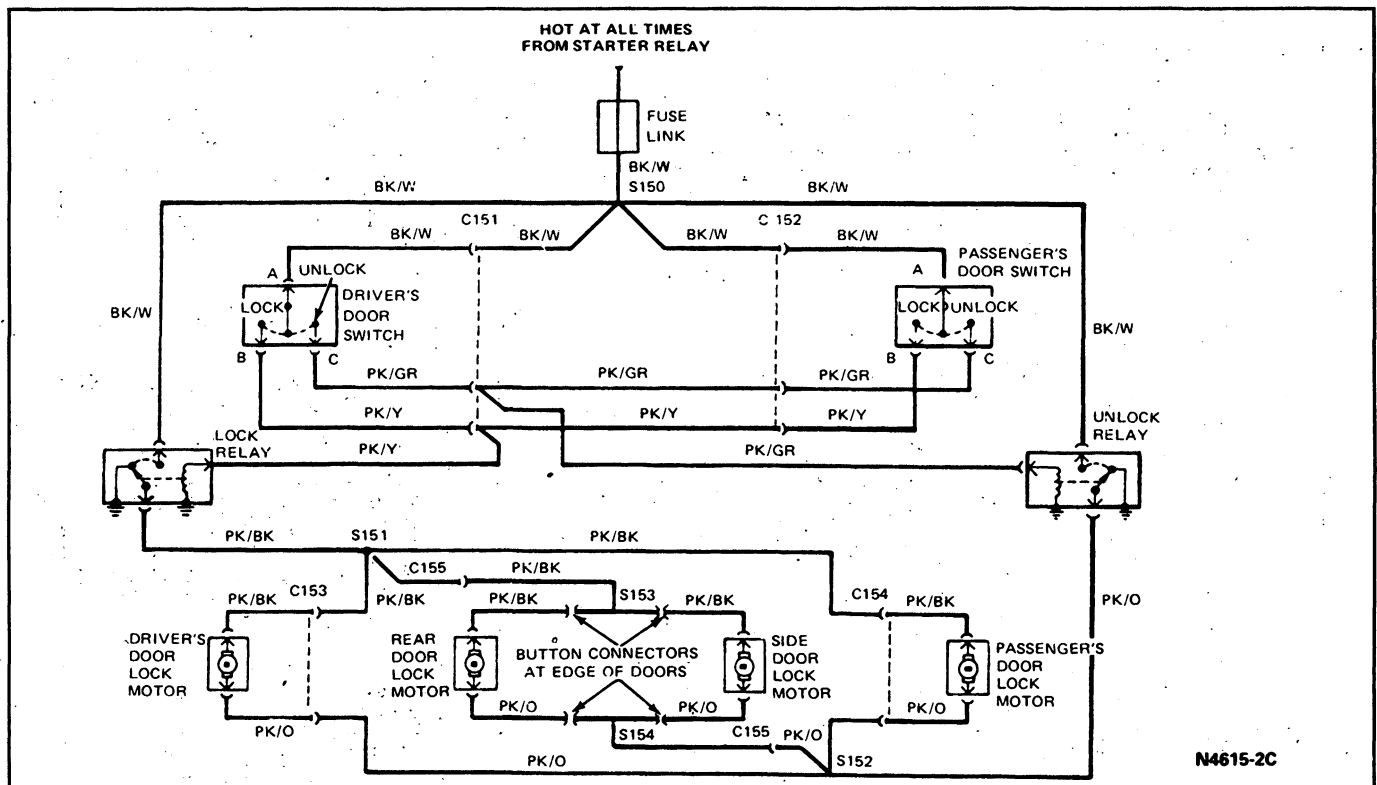 HOT AT ALL TIMES
FROM STARTER RELAY
FUSE
LINK
BK/W
S150
BK/W
BK/W
C151
C 152
BK/W
BK/W
BK/W
BK/W
PASSENGER'S
DOOR SWITCH
A
UNLOCK
A
LOCK
DRIVER'S
DOOR
SWITCH
LOCK
UNLOCK
BK/W
BK/W
B
C
B
C
PK/GR
PK/GR
PK/GR
PK/Y
PK/Y
PK/Y
UNLOCK
RELAY
LOCK
RELAY
PK/Y
PK/GR
PK/BK
S151
PK/BK
C155
PK/BK
C153
PK/BK
PK/BK
PK/BK
S153
PK/BK
C154
PK/BK
PK/O
DRIVER'S
DOOR
LOCK
MOTOR
REAR
DOOR
LOCK
MOTOR
BUTTON CONNECTORS
AT EDGE OF DOORS
SIDE
DOOR
LOCK
MOTOR
PASSENGER'S
DOOR
LOCK
MOTOR
PK/O
PK/O
PK/O
S154
C155
PK/O
PK/O
PK/O
S152
N4615-2C